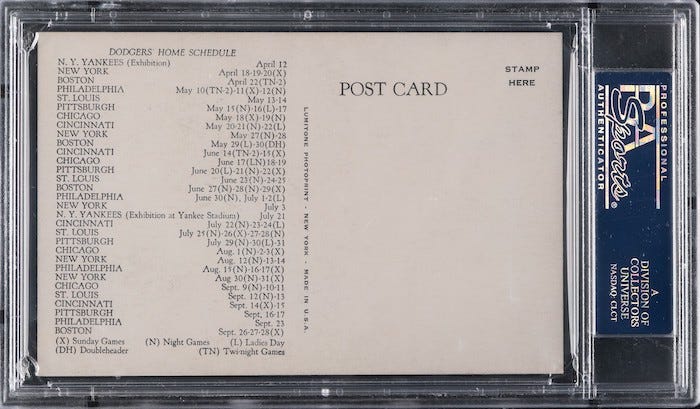 DODGERS' HOME SCHEDULE
N. Y. YANKEES (Exhibition) April 12
NEW YORK April 18-19-20(X)
BOSTON April 22(TN-2)
PHILADELPHIA May 10(TN-2)-11(X)-12(N)
ST. LOUIS May 13-14
PITTSBURGH May 15(N)-16(L)-17
CHICAGO May 18(X)-19(N)
CINCINNATI May 20-21(N)-22(L)
NEW YORK May 27(N)-28
BOSTON May 29(L)-30(DH)
CINCINNATI June 14(TN-2)-15(X)
CHICAGO June 17(LN)18-19
PITTSBURGH June 20(L)-21(N)-22(X)
ST. LOUIS June 23(N)-24-25
BOSTON June 27(N)-28(N)-29(X)
PHILADELPHIA June 30(N), July 1-2(L)
NEW YORK July 3
N. Y. YANKEES (Exhibition at Yankee Stadium) July 21
CINCINNATI July 22(N)-23-24(L)
ST. LOUIS July 25(N)-26(X)-27-28(N)
PITTSBURGH July 29(N)-30(L)-31
CHICAGO Aug. 1(N)-2-3(X)
NEW YORK Aug. 12(N)-13-14
PHILADELPHIA Aug. 15(N)-16-17(X)
NEW YORK Aug 30(N)-31(X)
CHICAGO Sept. 9(N)-10-11
ST. LOUIS Sept. 12(N)-13
CINCINNATI Sept. 14(X)-15
PITTSBURGH Sept, 16-17
PHILADELPHIA Sept. 23
BOSTON Sept. 26-27-28(X)
(X) Sunday Games (N) Night Games (L) Ladies Day
(DH) Doubleheader (TN) Twi-night Games
LUMITONE PHOTOPRINT - NEW YORK - MADE IN U.S.A.
POST CARD
STAMP
HERE
PSA
Sports
PROFESSIONAL
AUTHENTICATOR
A
DIVISION OF
COLLECTORS
UNIVERSE
NASDAQ: CLCT